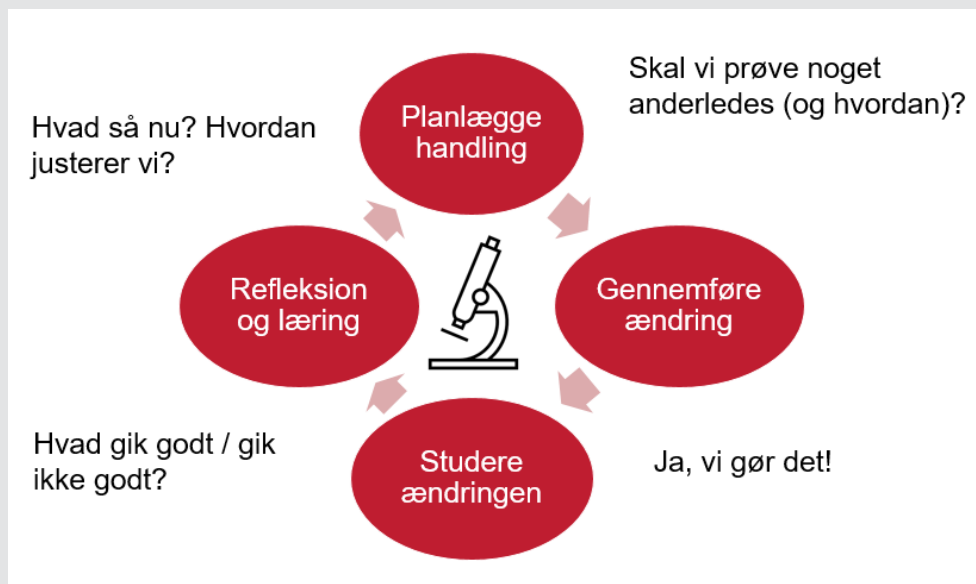 Planlægge
handling
Skal vi prøve noget
anderledes (og hvordan)?
Gennemføre
ændring
Ja, vi gør det!
Studere
ændringen
Hvad gik godt / gik
ikke godt?
Refleksion
og læring
Hvad så nu? Hvordan
justerer vi?